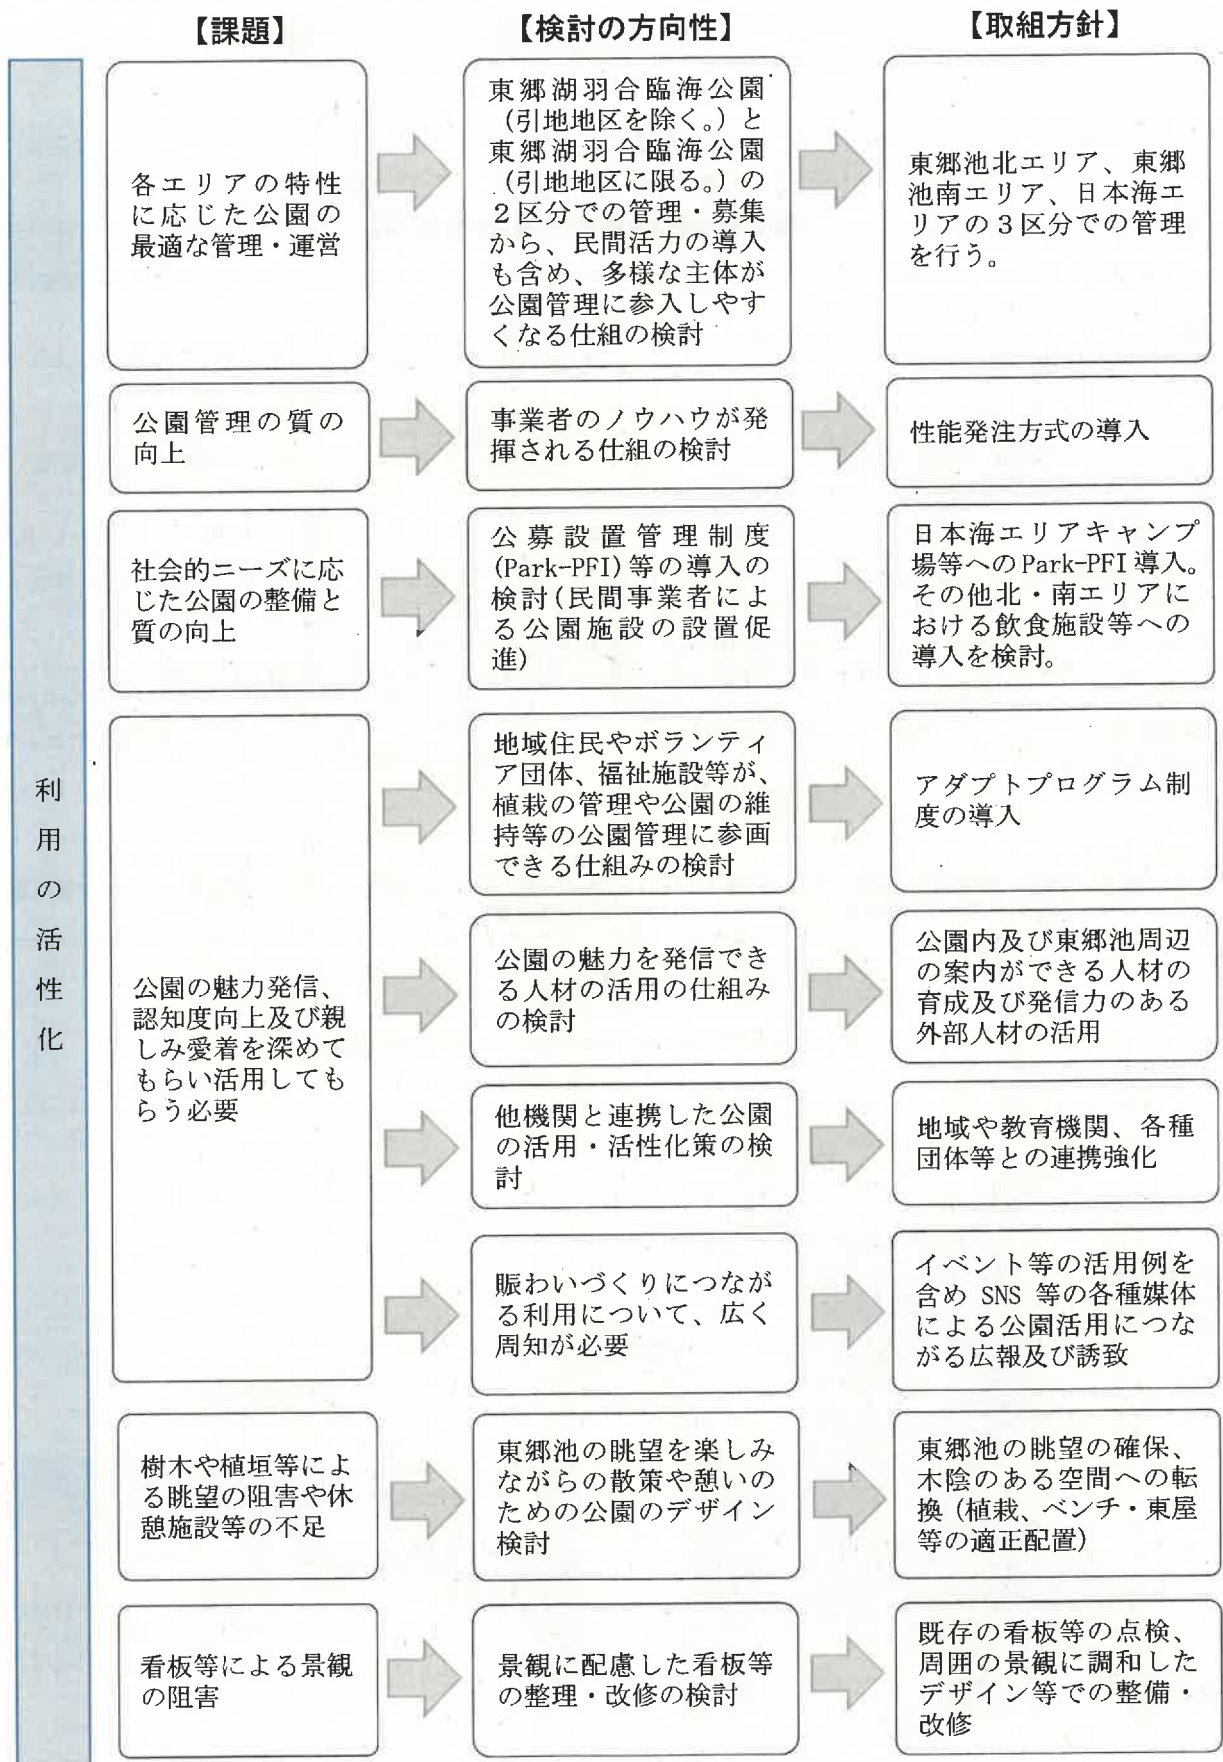 【課題】
【検討の方向性】
【取組方針】
利用の活性化
各エリアの特性
に応じた公園の
最適な管理・運営
東郷湖羽合臨海公園
（引地地区を除く。）と
東郷湖羽合臨海公園
（引地地区に限る。）の
２区分での管理・募集
から、民間活力の導入
も含め、多様な主体が
公園管理に参入しやす
くなる仕組の検討
東郷池北エリア、東郷
池南エリア、日本海エ
リアの３区分での管理
を行う。
公園管理の質の
向上
事業者のノウハウが発
揮される仕組の検討
性能発注方式の導入
社会的ニーズに応
じた公園の整備と
質の向上
公募設置管理制度
(Park-PFI)等の導入の
検討(民間事業者によ
る公園施設の設置促
進)
日本海エリアキャンプ
場等へのPark-PFI導入。
その他北・南エリアに
おける飲食施設等への
導入を検討。
公園の魅力発信、
認知度向上及び親
しみ愛着を深めて
もらい活用しても
らう必要
地域住民やボランティ
ア団体、福祉施設等が、
植栽の管理や公園の維
持等の公園管理に参画
できる仕組みの検討
アダプトプログラム制
度の導入
公園の魅力を発信でき
る人材の活用の仕組み
の検討
公園内及び東郷池周辺
の案内ができる人材の
育成及び発信力のある
外部人材の活用
他機関と連携した公園
の活用・活性化策の検
討
地域や教育機関、各種
団体等との連携強化
賑わいづくりにつなが
る利用について、広く
周知が必要
イベント等の活用例を
含め SNS 等の各種媒体
による公園活用につな
がる広報及び誘致
樹木や植垣等によ
る眺望の阻害や休
憩施設等の不足
東郷池の眺望を楽しみ
ながらの散策や憩いの
ための公園のデザイン
検討
東郷池の眺望の確保、
木陰のある空間への転
換（植栽、ベンチ・東屋
等の適正配置）
看板等による景観
の阻害
景観に配慮した看板等
の整理・改修の検討
既存の看板等の点検、
周囲の景観に調和した
デザイン等での整備・
改修